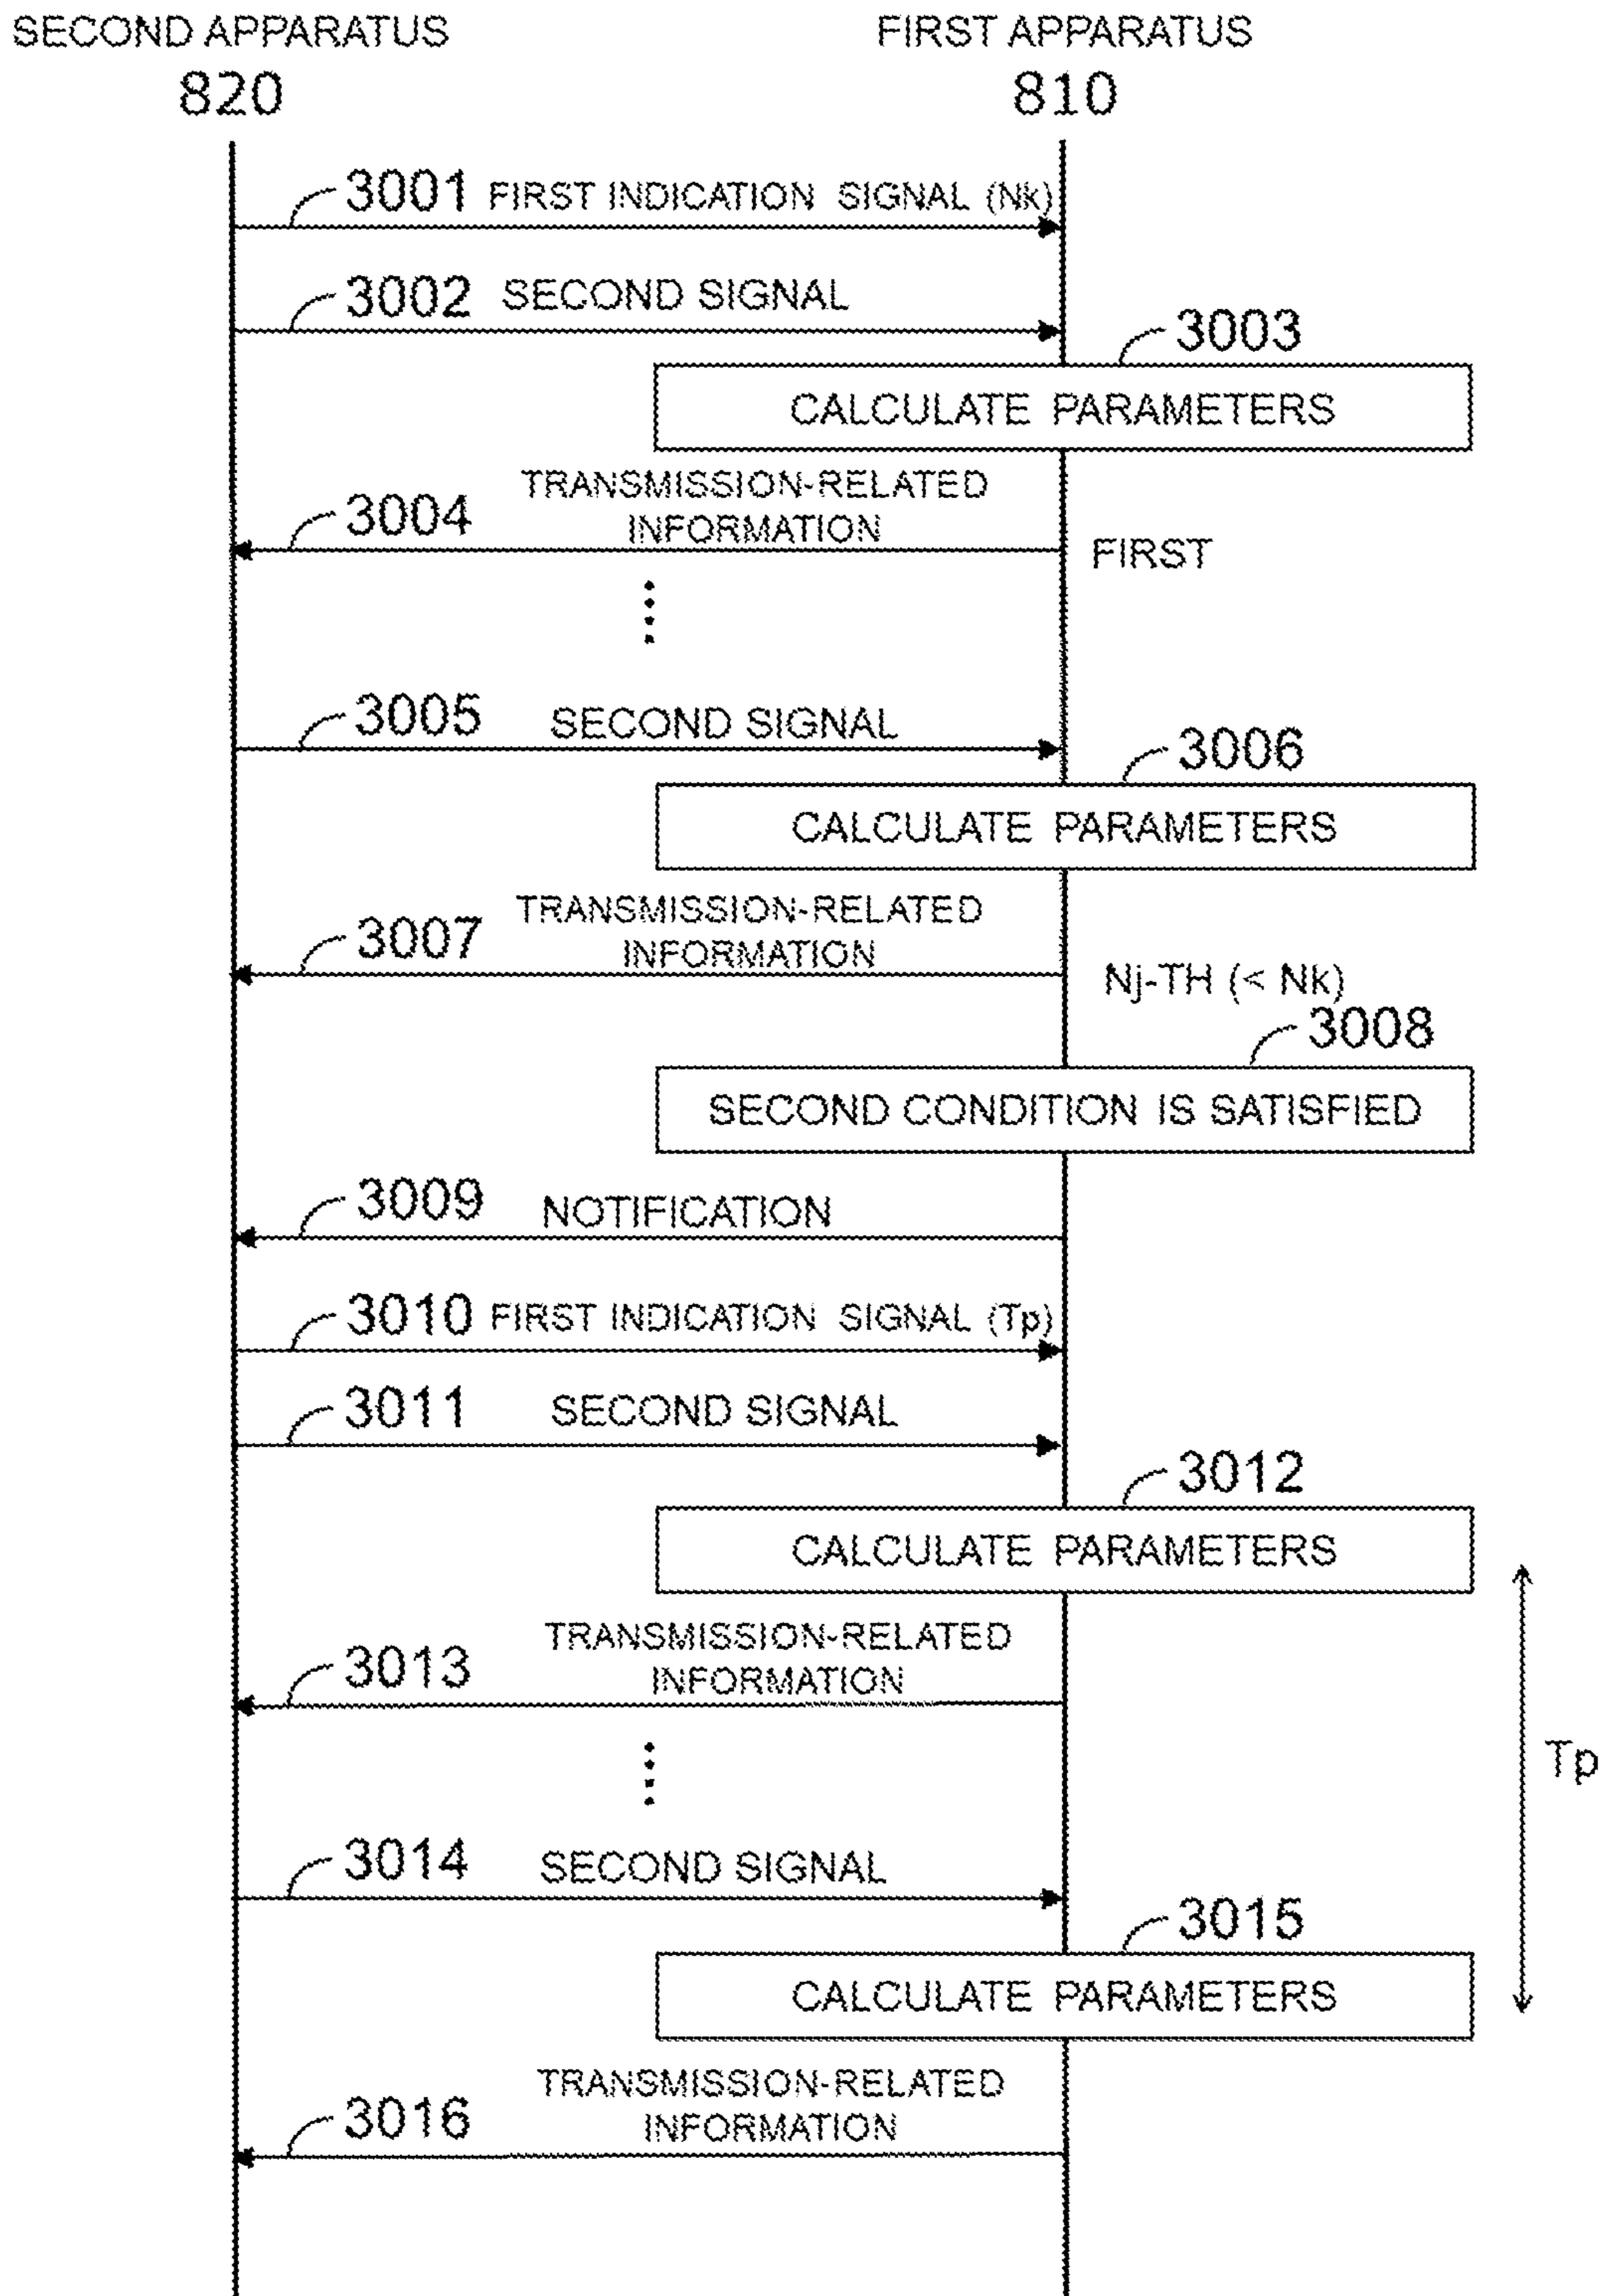 SECOND APPARATUS
820
FIRST APPARATUS
810
3001 FIRST INDICATION SIGNAL (Nk)
3002 SECOND SIGNAL
3003
CALCULATE PARAMETERS
TRANSMISSION-RELATED
3004 INFORMATION
FIRST
3005 SECOND SIGNAL
3006
CALCULATE PARAMETERS
TRANSMISSION-RELATED
3007 INFORMATION
Nj-TH (< Nk)
3008
SECOND CONDITION IS SATISFIED
3009 NOTIFICATION
3010 FIRST INDICATION SIGNAL (Tp)
3011 SECOND SIGNAL
3012
CALCULATE PARAMETERS
TRANSMISSION-RELATED
3013 INFORMATION
Tp
3014 SECOND SIGNAL
3015
CALCULATE PARAMETERS
TRANSMISSION-RELATED
3016 INFORMATION